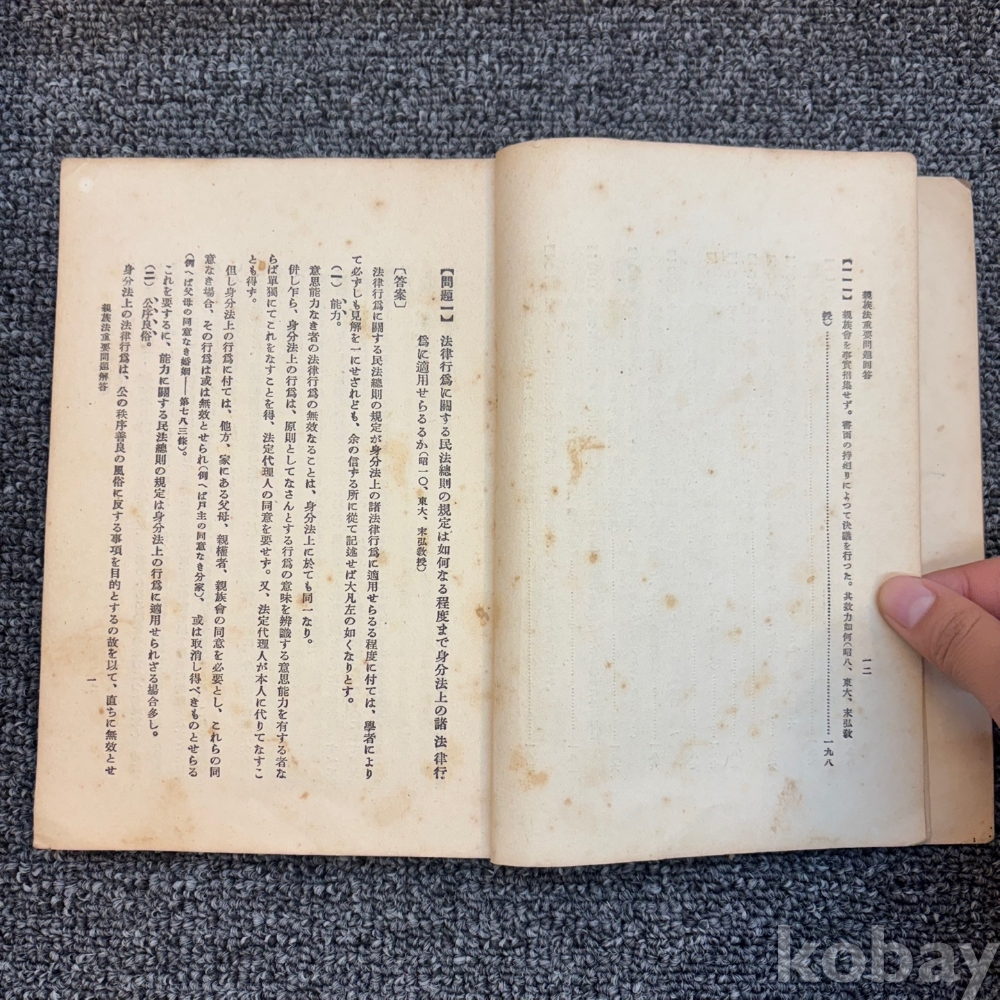 親族法重要問題回答
一二
【一一一】 親族會を事實招集せず。書面の持廻りによつて決議を行つた。其效力如何(昭八、東大、末弘敎
授)……………………一九八
【問題一】 法律行爲に關する民法總則の規定は如何なる程度まで身分法上の諸法律行
爲に適用せらるるか(昭一〇、東大、末弘敎授)
〔答案〕
法律行爲に關する民法總則の規定が身分法上の諸法律行爲に適用せらるる程度に付ては、學者により
て必ずしも見解を一にせざれども、余の信ずる所に從て記述せば大凡左の如くなりとす。
(一) 能力。
意思能力なき者の法律行爲の無效なることは、身分法上に於ても同一なり。
併し乍ら、身分法上の行爲は、原則としてなさんとする行爲の意味を辨識する意思能力を有する者な
らば單獨にてこれをなすことを得、法定代理人の同意を要せず。又、法定代理人が本人に代りてなすこ
とも得ず。
但し身分法上の行爲に付ては、他方、家にある父母、親權者、親族會の同意を必要とし、これらの同
意なき場合、その行爲は或は無效とせられ(例へば戸主の同意なき分家)、或は取消し得べきものとせらる
(例へば父母の同意なき婚姻——第七八三條)。
これを要するに、能力に關する民法總則の規定は身分法上の行爲に適用せられざる場合多し。
(二) 公序良俗。
身分法上の法律行爲は、公の秩序善良の風俗に反する事項を目的とするの故を以て、直ちに無效とせ
親族法重要問題解答
一
kobay